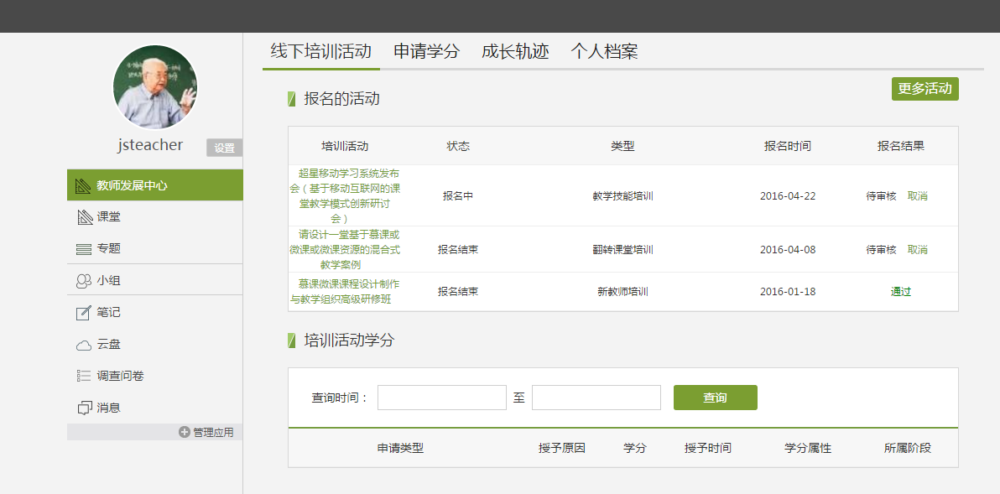 线下培训活动 申请学分 成长轨迹 个人档案
jsteacher
设置
教师发展中心
课堂
专题
小组
笔记
云盘
调查问卷
消息
管理应用
报名的活动
更多活动
培训活动 状态 类型 报名时间 报名结果
超星移动学习系统发布
会（基于移动互联网的课
堂教学模式创新研讨
会）
报名中 教学技能培训 2016-04-22 待审核 取消
请设计一堂基于慕课或
微课或微课资源的混合式
教学案例
报名结束 翻转课堂培训 2016-04-08 待审核 取消
慕课微课课程设计制作
与教学组织高级研修班
报名结束 新教师培训 2016-01-18 通过
培训活动学分
查询时间： 至 查询
申请类型 授予原因 学分 授予时间 学分属性 所属阶段